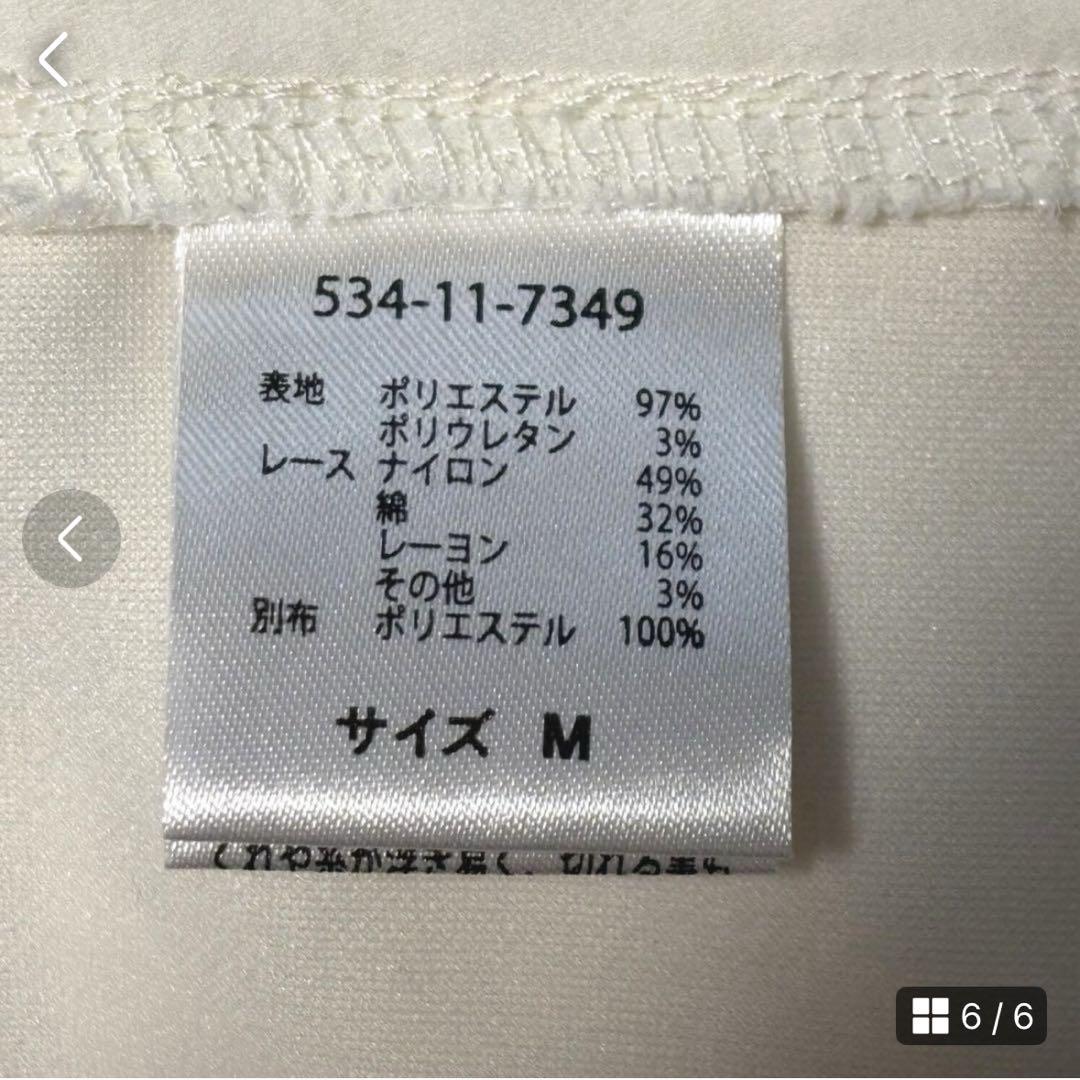 534-11-7349
表地 ポリエステル 97%
ポリウレタン 3%
レース ナイロン 49%
綿 32%
レーヨン 16%
その他 3%
別布 ポリエステル 100%
サイズ M
6 / 6